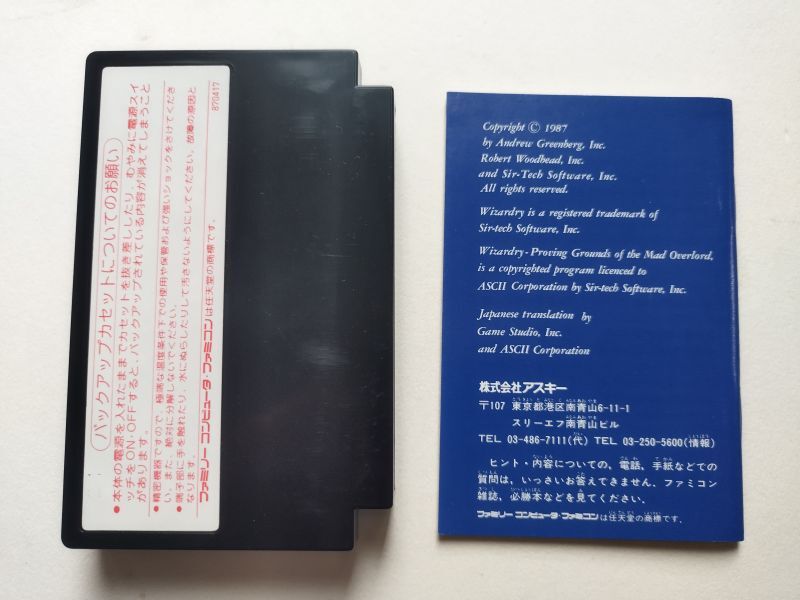 バックアップカセットについてのお願い
●本体の電源を入れたままでカセットを抜き差ししたり、むやみに電源スイ
ッチをON・OFFすると、バックアップされている内容が消えてしまうこと
があります。
●精密機器ですので、極端な温度条件下での使用や保管および強いショックをさけてくださ
い。また、絶対に分解しないでください。
●端子部に手を触れたり、水にぬらしたりして汚さないようにしてください。故障の原因と
なります。
ファミリー コンピュータ・ファミコンは任天堂の商標です。
870417
Copyright © 1987
by Andrew Greenberg, Inc.
Robert Woodhead, Inc.
and Sir-Tech Software, Inc.
All rights reserved.
Wizardry is a registered trademark of
Sir-tech Software, Inc.
Wizardry-Proving Grounds of the Mad Overlord,
is a copyrighted program licenced to
ASCII Corporation by Sir-tech Software, Inc.
Japanese translation by
Game Studio, Inc.
and ASCII Corporation
株式会社アスキー
〒107 東京都港区南青山6-11-1
スリーエフ南青山ビル
TEL 03-486-7111(代) TEL 03-250-5600(情報)
ヒント・内容についての、電話、手紙などでの
質問は、いっさいお答えできません。ファミコン
雑誌、必勝本などを見てください。
ファミリー コンピュータ・ファミコンは任天堂の商標です.